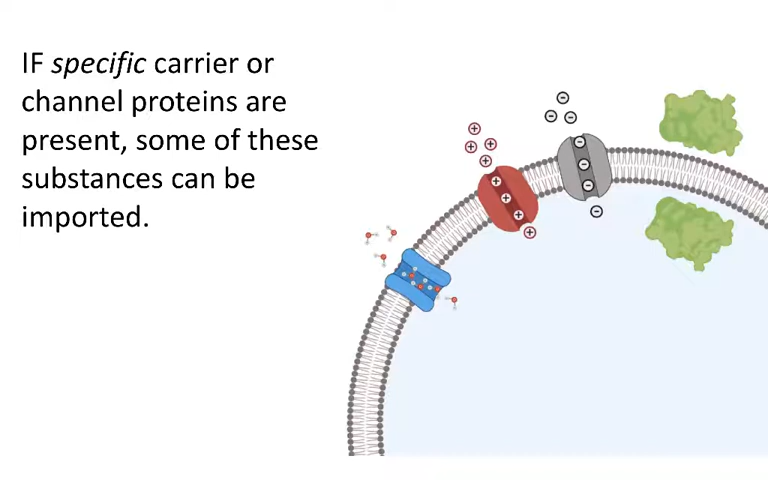 IF specific carrier or
channel proteins are
present, some of these
substances can be
imported.